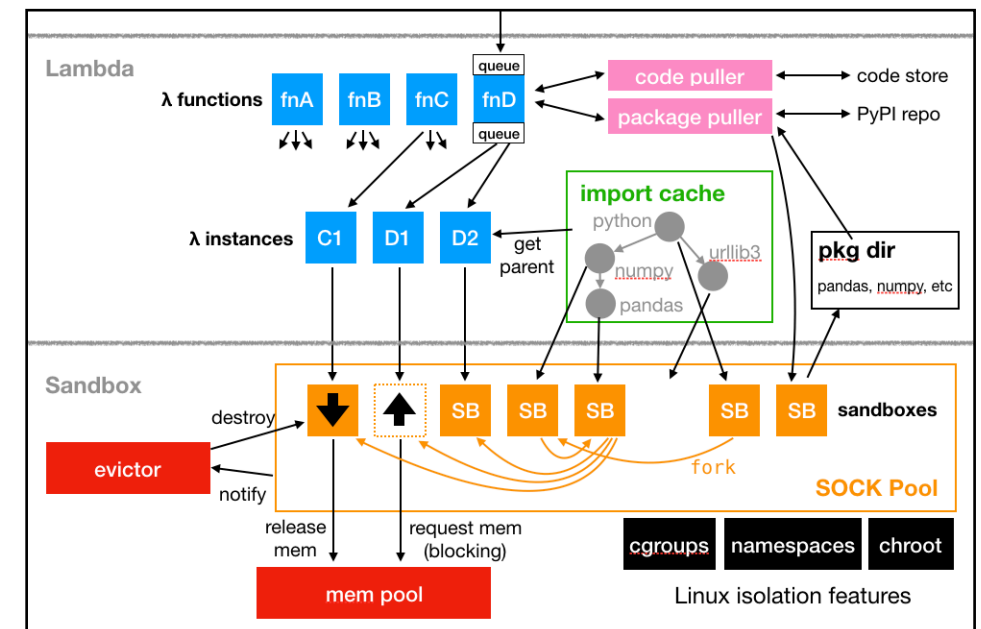 Lambda
λ functions
fnA
fnB
fnC
queue
fnD
queue
code puller
code store
package puller
PyPI repo
import cache
python
urllib3
numpy
pandas
λ instances
C1
D1
D2
get
parent
pkg dir
pandas, numpy, etc
Sandbox
destroy
evictor
notify
SB
SB
SB
SB
SB
sandboxes
fork
SOCK Pool
release
mem
request mem
(blocking)
mem pool
cgroups
namespaces
chroot
Linux isolation features